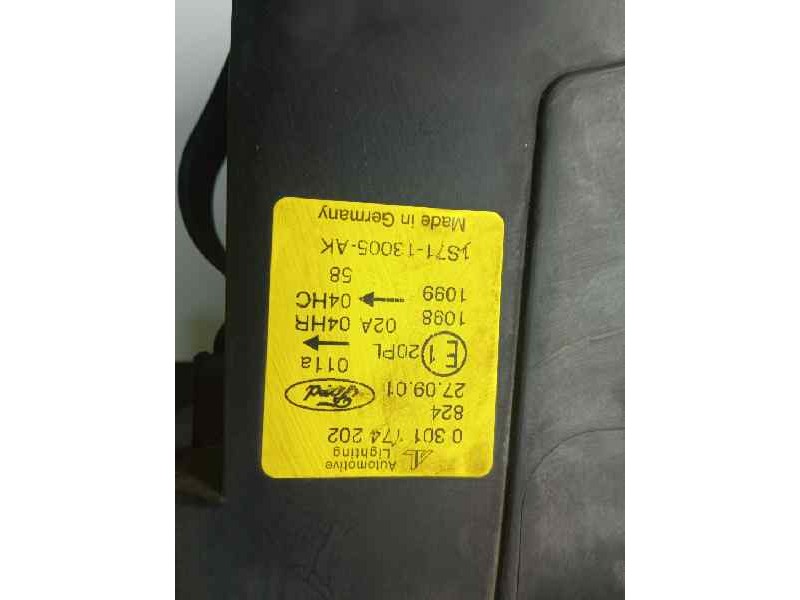 AL Automotive
Lighting
0 301 174 202
824
27.09.01 Ford
E1 20PL 011a
1098 02A 04HR
1099 04HC
58
1S71-13005-AK
Made in Germany